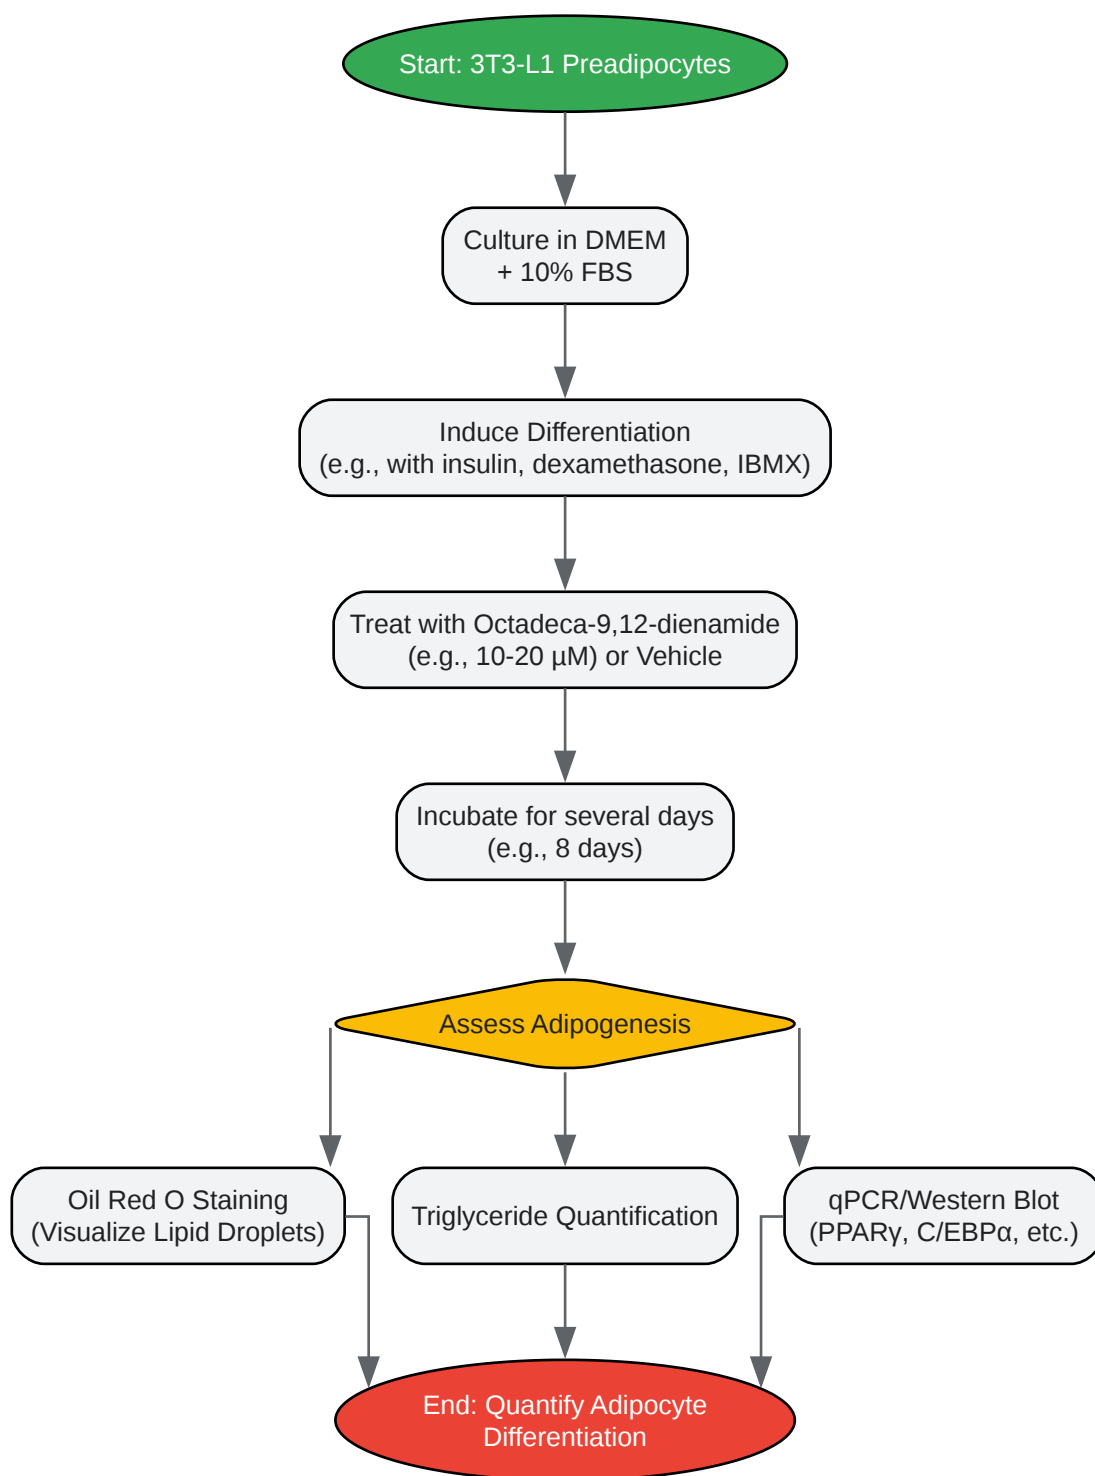 Start: 3T3-L1 Preadipocytes
Culture in DMEM
+ 10% FBS
Induce Differentiation
(e.g., with insulin, dexamethasone, IBMX)
Treat with Octadeca-9,12-dienamide
(e.g., 10-20 µM) or Vehicle
Incubate for several days
(e.g., 8 days)
Assess Adipogenesis
Oil Red O Staining
(Visualize Lipid Droplets)
Triglyceride Quantification
qPCR/Western Blot
(PPARγ, C/EBPα, etc.)
End: Quantify Adipocyte
Differentiation